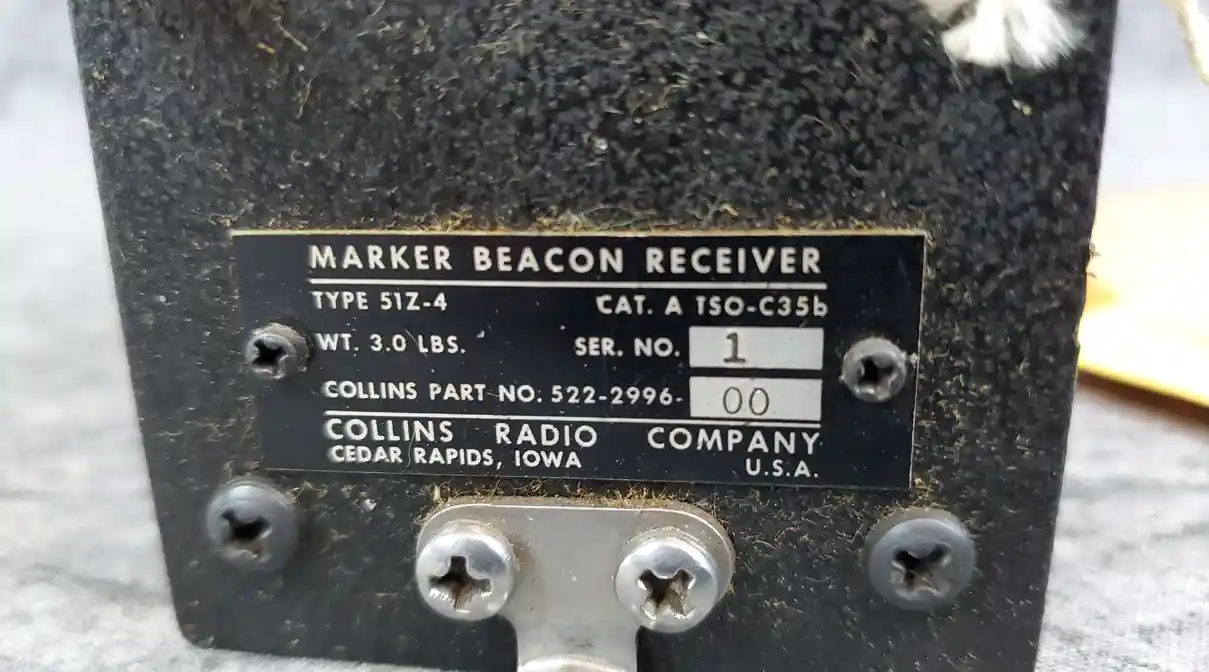 MARKER BEACON RECEIVER
TYPE 51Z-4 CAT. A TSO-C35b
WT. 3.0 LBS. SER. NO. 1
COLLINS PART NO. 522-2996- 00
COLLINS RADIO COMPANY
CEDAR RAPIDS, IOWA U.S.A.